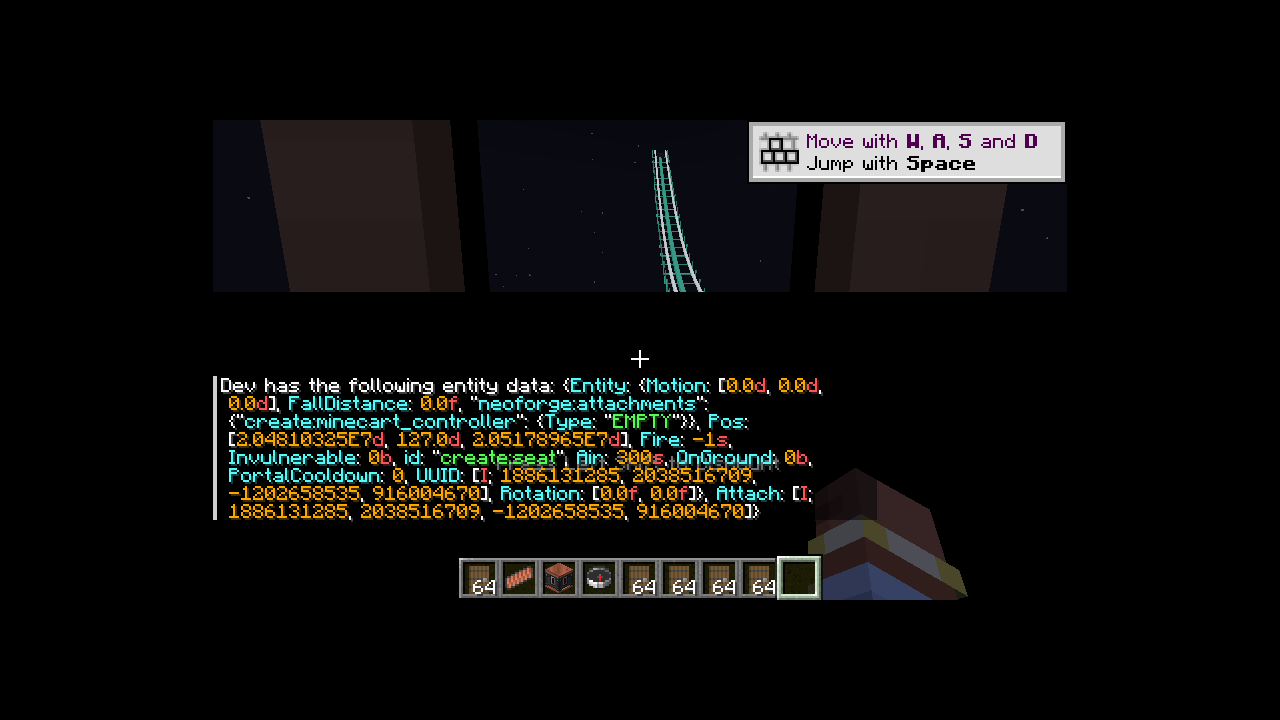 Move with W, A, S and D
Jump with Space
Dev has the following entity data: {Entity: {Motion: [0.0d, 0.0d,
0.0d], FallDistance: 0.0f, "neoforge:attachments":
{"create:minecart_controller": {Type: "EMPTY"}}, Pos:
[2.04810325E7d, 127.0d, 2.05178965E7d], Fire: -1s,
Invulnerable: 0b, id: "create:seat", Air: 300s, OnGround: 0b,
PortalCooldown: 0, UUID: [I; 1886131285, 2038516709,
-1202658535, 916004670], Rotation: [0.0f, 0.0f]}, Attach: [I;
1886131285, 2038516709, -1202658535, 916004670]}
64 64 64 64 64